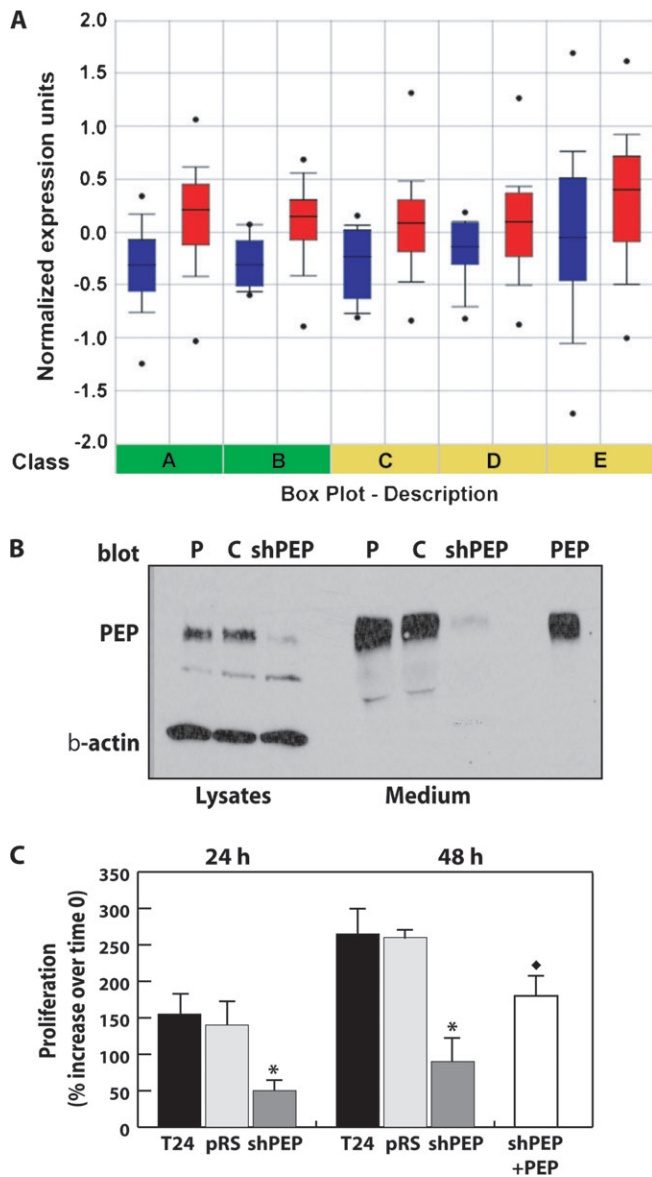 A
Normalized expression units
2.0
1.5
1.0
0.5
0.0
-0.5
-1.0
-1.5
-2.0
Class A B C D E
Box Plot - Description
B
blot P C shPEP P C shPEP PEP
PEP
b-actin
Lysates Medium
C
24 h 48 h
Proliferation
(% increase over time 0)
350
300
250
200
150
100
50
0
* * ◆
T24 pRS shPEP T24 pRS shPEP shPEP
+PEP